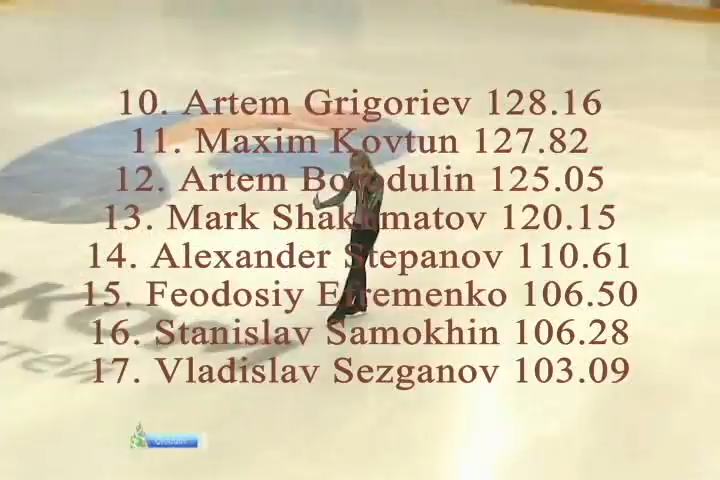 10. Artem Grigoriev 128.16
11. Maxim Kovtun 127.82
12. Artem Borodulin 125.05
13. Mark Shakhmatov 120.15
14. Alexander Stepanov 110.61
15. Feodosiy Efremenko 106.50
16. Stanislav Samokhin 106.28
17. Vladislav Sezganov 103.09